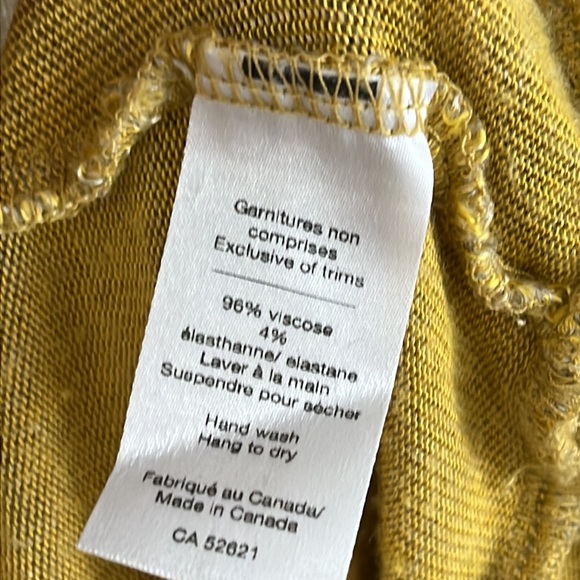 Garnitures non
comprises
Exclusive of trims
96% viscose
4%
élasthanne/ elastane
Laver à la main
Suspendre pour sécher
Hand wash
Hang to dry
Fabriqué au Canada/
Made in Canada
CA 52621